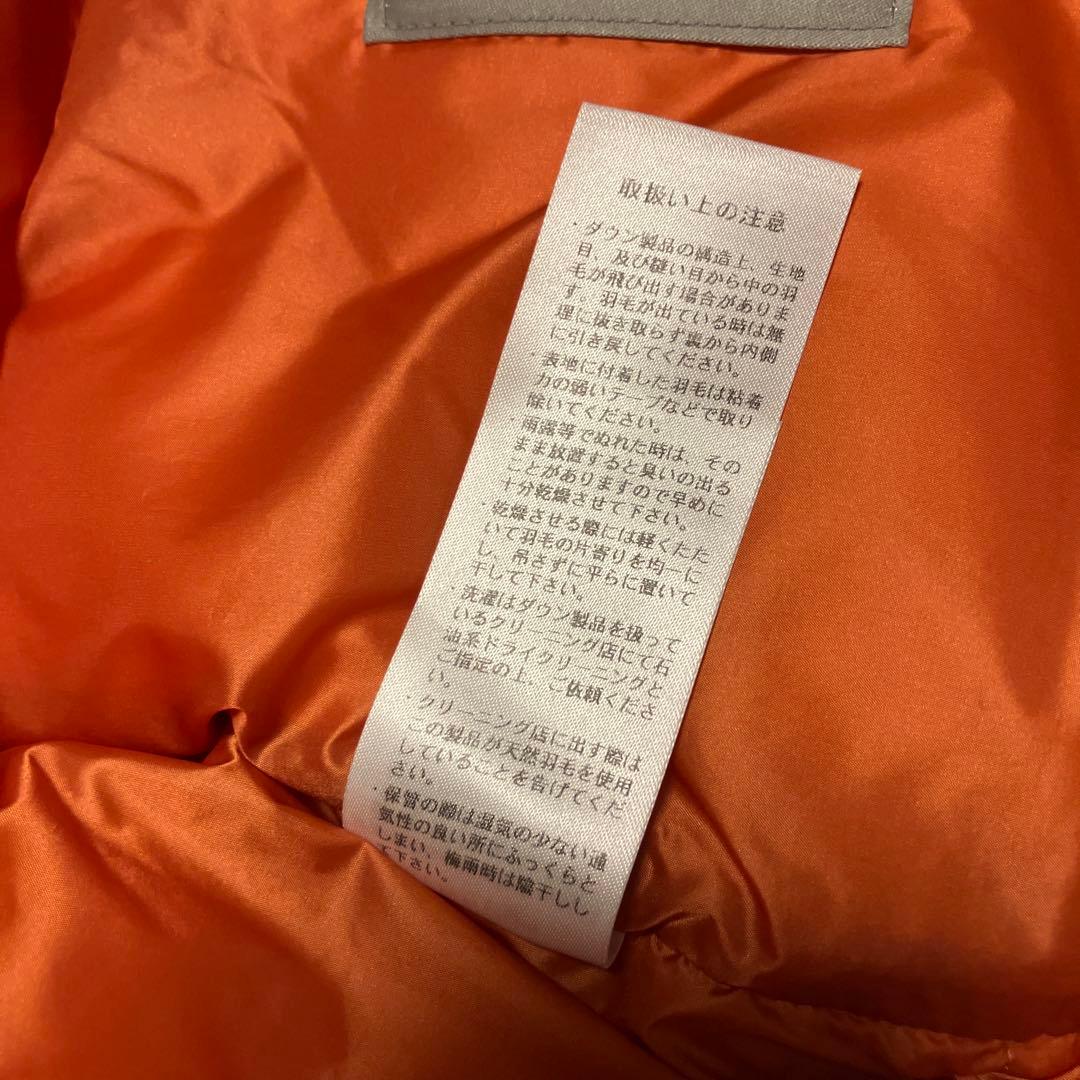 取扱い上の注意
・ダウン製品の構造上、生地
目、及び縫い目から中の羽
毛が飛び出す場合がありま
す。羽毛が出ている時は無
理に抜き取らず裏から内側
に引き戻してください。
・表地に付着した羽毛は粘着
力の弱いテープなどで取り
除いてください。
・雨露等でぬれた時は、その
まま放置すると臭いの出る
ことがありますので早めに
十分乾燥させて下さい。
・乾燥させる際には軽くたた
いて羽毛の片寄りを均一に
し、吊さずに平らに置いて
干して下さい。
・洗濯はダウン製品を扱って
いるクリーニング店にて石
油系ドライクリーニングと
ご指定の上、ご依頼くださ
い。
・クリーニング店に出す際は
この製品が天然羽毛を使用
していることを告げてくだ
さい。
・保管の際は湿気の少ない通
気性の良い所にふっくらと
しまい、梅雨時は陰干しし
て下さい。